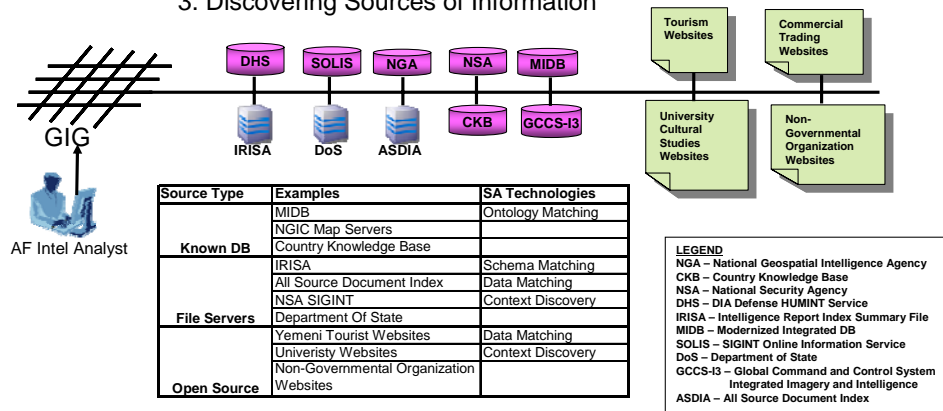 3. Discovering Sources of Information
DHS
SOLIS
NGA
NSA
MIDB
Tourism
Websites
Commercial
Trading
Websites
GIG
IRISA
DoS
ASDIA
CKB
GCCS-I3
University
Cultural
Studies
Websites
Non-
Governmental
Organization
Websites
AF Intel Analyst
Source Type Examples SA Technologies
MIDB Ontology Matching
NGIC Map Servers
Known DB Country Knowledge Base
IRISA Schema Matching
All Source Document Index Data Matching
NSA SIGINT Context Discovery
File Servers Department Of State
Yemeni Tourist Websites Data Matching
Univeristy Websites Context Discovery
Non-Governmental Organization
Open Source Websites
LEGEND
NGA – National Geospatial Intelligence Agency
CKB – Country Knowledge Base
NSA – National Security Agency
DHS – DIA Defense HUMINT Service
IRISA – Intelligence Report Index Summary File
MIDB – Modernized Integrated DB
SOLIS – SIGINT Online Information Service
DoS – Department of State
GCCS-I3 – Global Command and Control System
Integrated Imagery and Intelligence
ASDIA – All Source Document Index